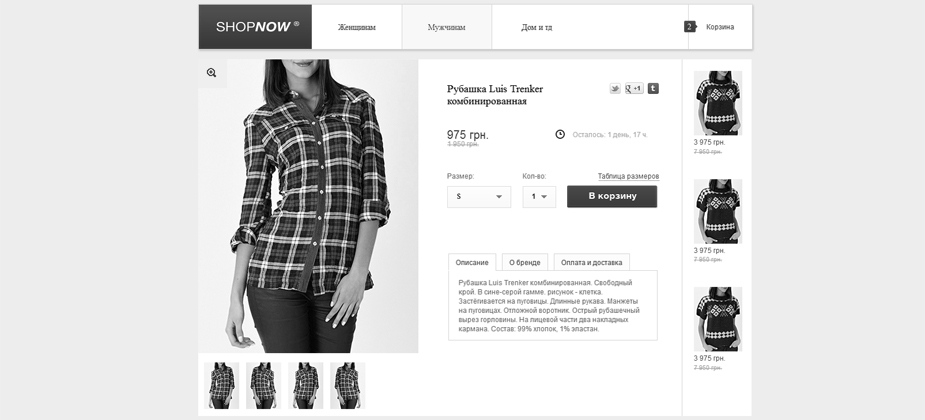 SHOPNOW ®
Женщинам
Мужчинам
Дом и тд
2
Корзина
Рубашка Luis Trenker
комбинированная
g +1
t
975 грн.
1 950 грн.
Осталось: 1 день, 17 ч.
Размер:
Кол-во:
Таблица размеров
S
1
В корзину
Описание
О бренде
Оплата и доставка
Рубашка Luis Trenker комбинированная. Свободный
крой. В сине-серой гамме. рисунок - клетка.
Застёгивается на пуговицы. Длинные рукава. Манжеты
на пуговицах. Отложной воротник. Острый рубашечный
вырез горловины. На лицевой части два накладных
кармана. Состав: 99% хлопок, 1% эластан.
3 975 грн.
7 950 грн.
3 975 грн.
7 950 грн.
3 975 грн.
7 950 грн.